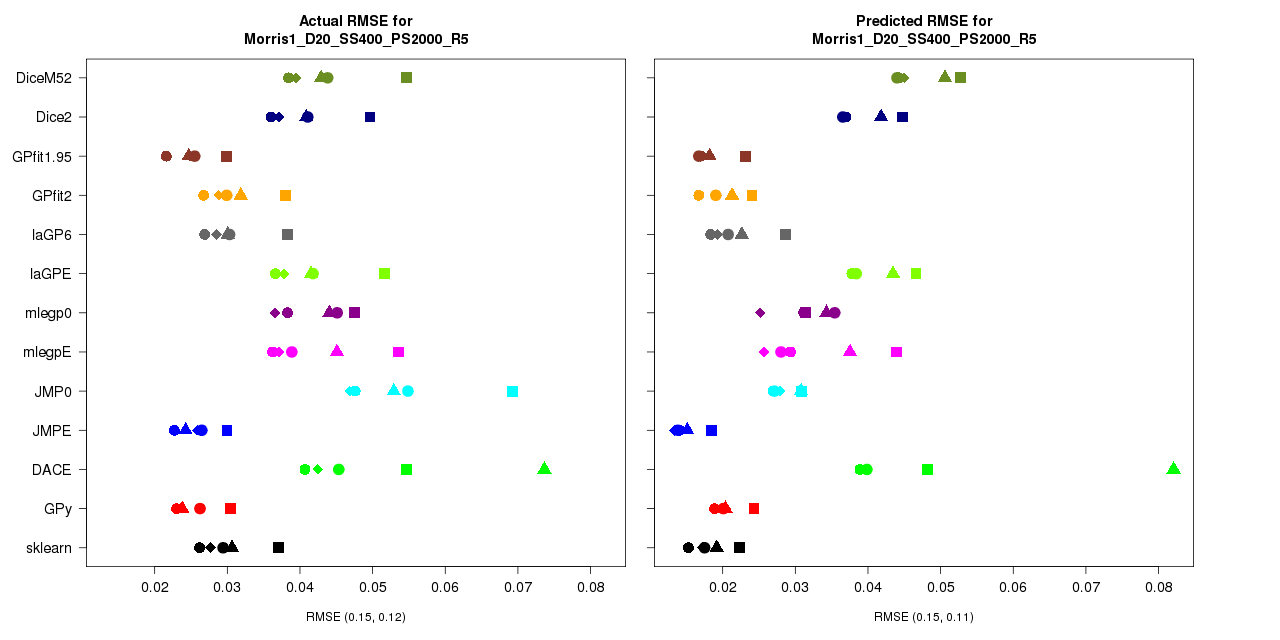 Actual RMSE for
Morris1_D20_SS400_PS2000_R5
Predicted RMSE for
Morris1_D20_SS400_PS2000_R5
DiceM52
Dice2
GPfit1.95
GPfit2
laGP6
laGPE
mlegp0
mlegpE
JMP0
JMPE
DACE
GPy
sklearn
0.02 0.03 0.04 0.05 0.06 0.07 0.08
0.02 0.03 0.04 0.05 0.06 0.07 0.08
RMSE (0.15, 0.12)
RMSE (0.15, 0.11)